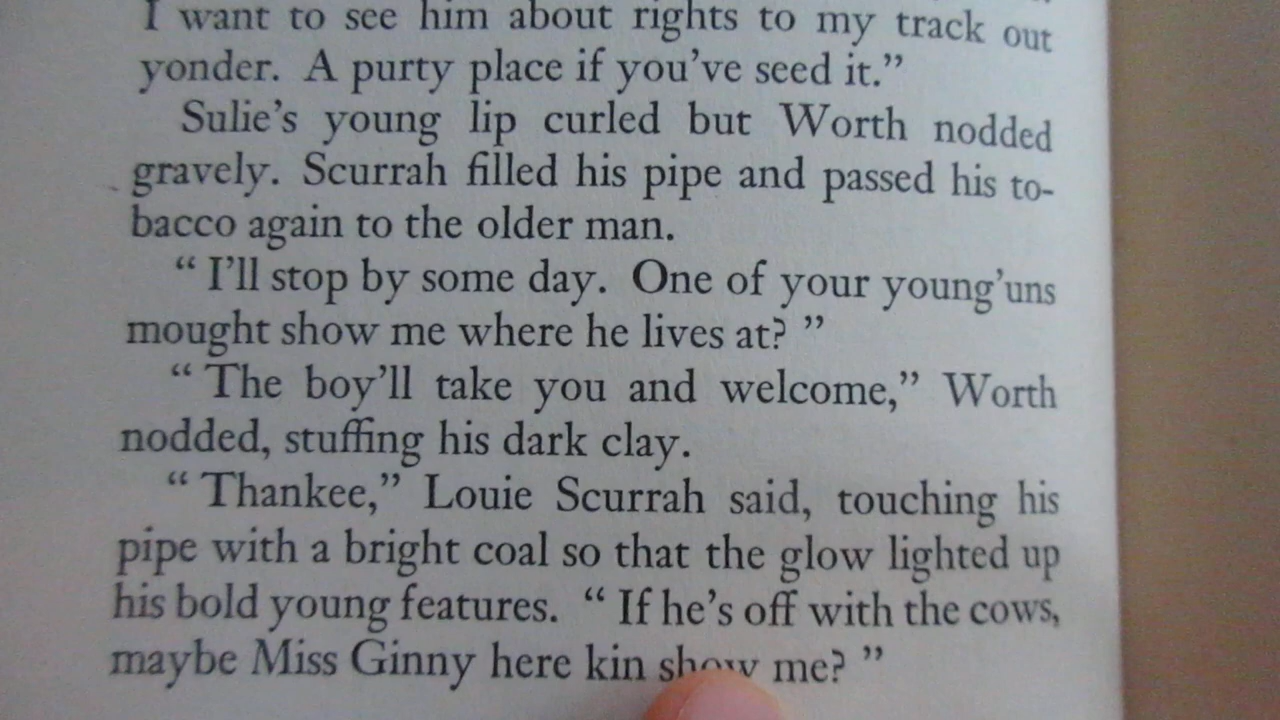 I want to see him about rights to my track out
yonder. A purty place if you've seed it.”
Sulie's young lip curled but Worth nodded
gravely. Scurrah filled his pipe and passed his to-
bacco again to the older man.
“ I'll stop by some day. One of your young'uns
mought show me where he lives at? ”
“ The boy'll take you and welcome,” Worth
nodded, stuffing his dark clay.
“ Thankee,” Louie Scurrah said, touching his
pipe with a bright coal so that the glow lighted up
his bold young features. “ If he's off with the cows,
maybe Miss Ginny here kin show me? ”